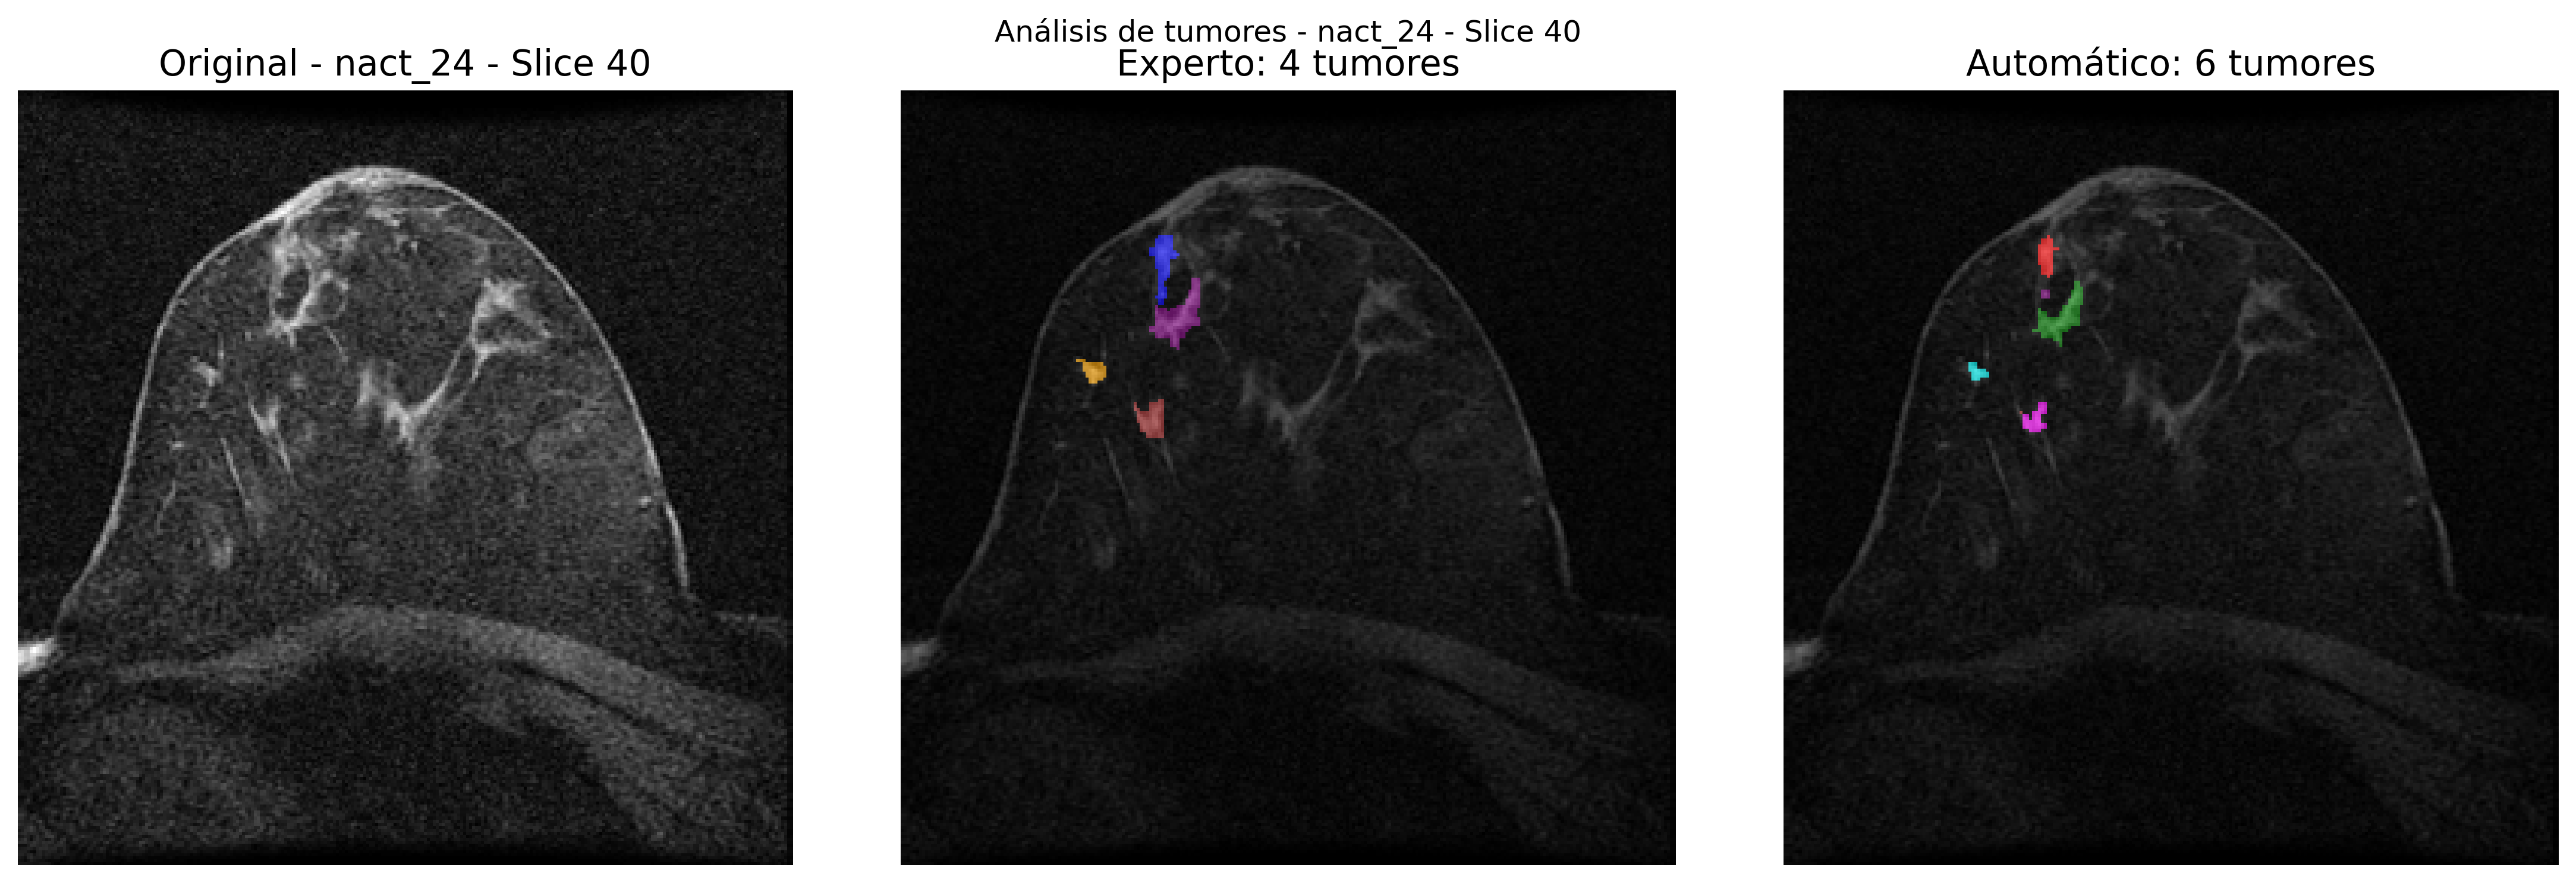 Análisis de tumores - nact_24 - Slice 40
Original - nact_24 - Slice 40
Experto: 4 tumores
Automático: 6 tumores